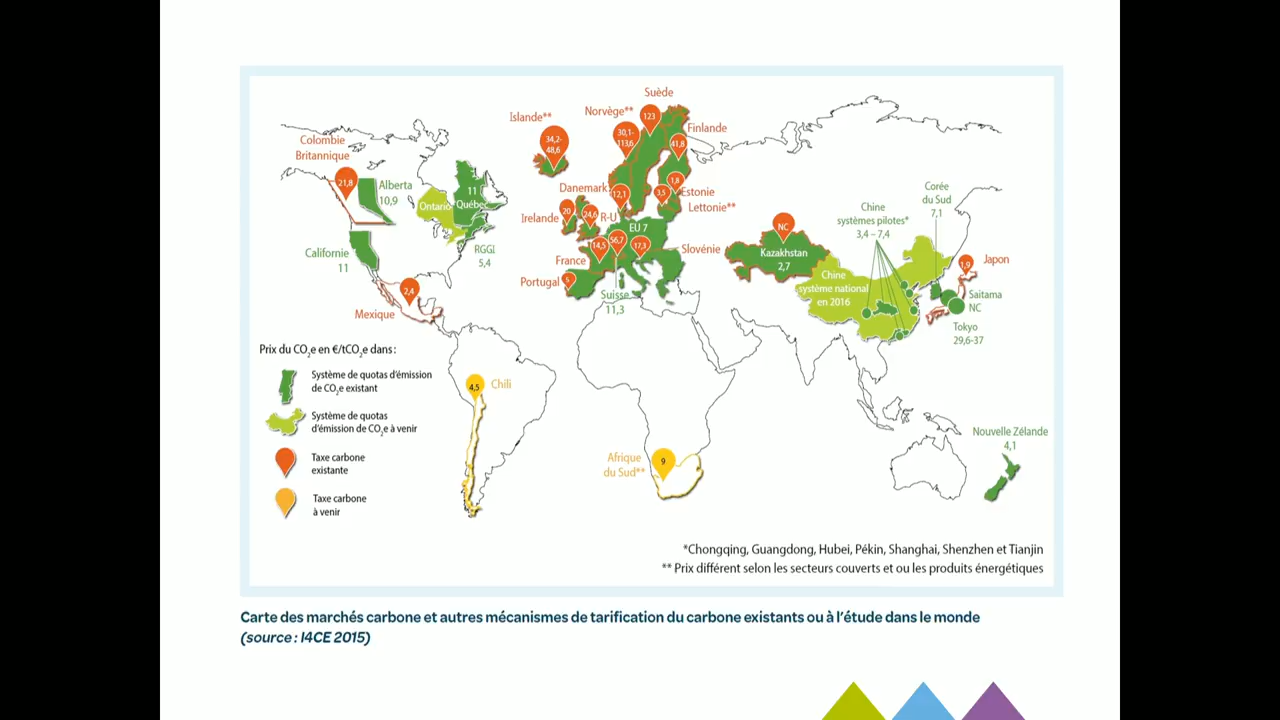 Suède
123
Norvège**
30,1-
113,6
Islande**
34,2-
48,6
Finlande
41,8
Colombie
Britannique
21,8
Alberta
10,9
11
Québec
Ontario
Californie
11
RGGI
5,4
Mexique
2,4
Danemark
12,1
1,8
3,5
Estonie
Lettonie**
Irlande
20
24,6
R-U
EU 7
14,5
56,7
17,3
Slovénie
France
Portugal
5
Suisse
11,3
NC
Kazakhstan
2,7
Chine
systèmes pilotes*
3,4 – 7,4
Corée
du Sud
7,1
Chine
système national
en 2016
1,9
Japon
Saitama
NC
Tokyo
29,6-37
Prix du CO2e en €/tCO2e dans :
Système de quotas d'émission
de CO2e existant
Système de quotas
d'émission de CO2e à venir
Taxe carbone
existante
Taxe carbone
à venir
4,5
Chili
Afrique
du Sud**
9
Nouvelle Zélande
4,1
*Chongqing, Guangdong, Hubei, Pékin, Shanghai, Shenzhen et Tianjin
** Prix différent selon les secteurs couverts et ou les produits énergétiques
Carte des marchés carbone et autres mécanismes de tarification du carbone existants ou à l'étude dans le monde
(source : I4CE 2015)